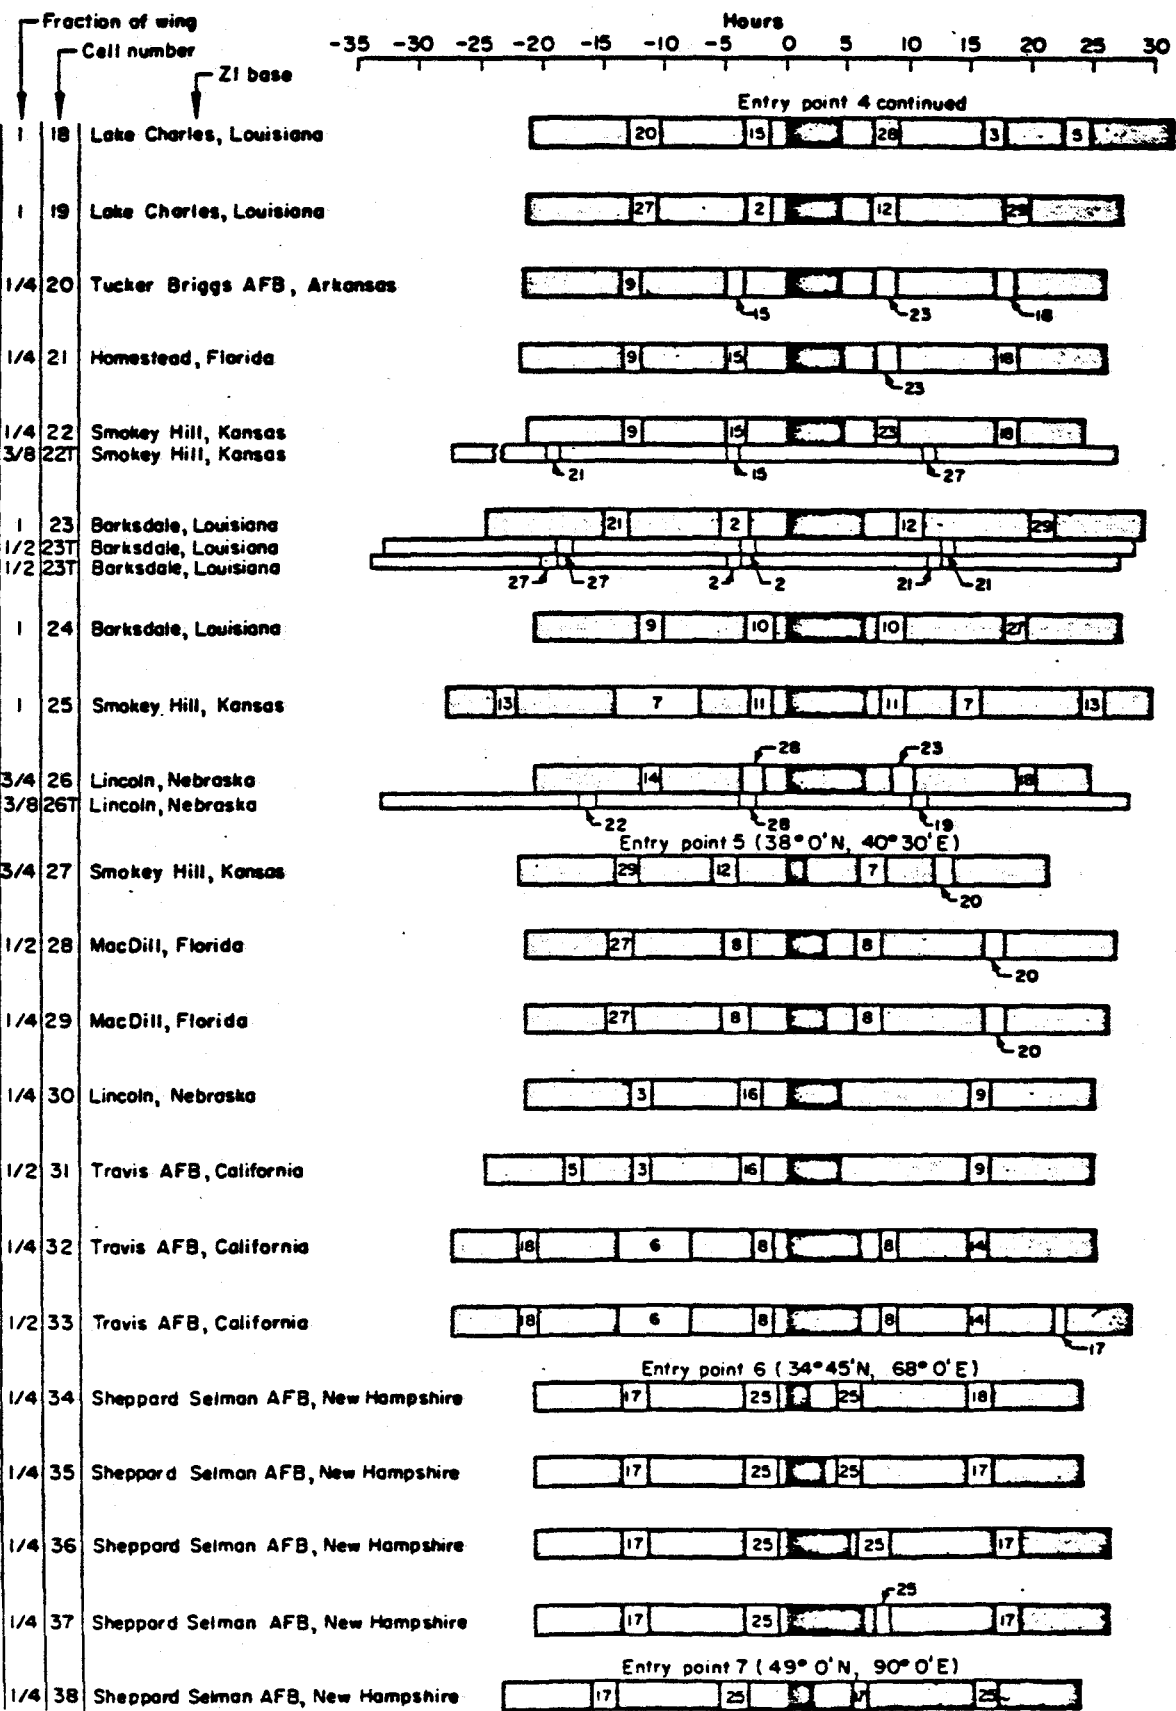 Fraction of wing
Hours
Cell number
-35 -30 -25 -20 -15 -10 -5 0 5 10 15 20 25 30
ZI base
Entry point 4 continued
1 18 Lake Charles, Louisiana 20 15 28 3 5
1 19 Lake Charles, Louisiana 27 2 12 29
1/4 20 Tucker Briggs AFB, Arkansas 9
15 23 18
1/4 21 Homestead, Florida 9 15 18
23
1/4 22 Smokey Hill, Kansas 9 15 23 18
3/8 22T Smokey Hill, Kansas
21 15 27
1 23 Barksdale, Louisiana 21 2 12 29
1/2 23T Barksdale, Louisiana
1/2 23T Barksdale, Louisiana
27 27 2 2 21 21
1 24 Barksdale, Louisiana 9 10 10 27
1 25 Smokey Hill, Kansas 13 7 11 11 7 13
28 23
3/4 26 Lincoln, Nebraska 14 18
3/8 26T Lincoln, Nebraska
22 28 19
Entry point 5 (38° 0'N, 40° 30'E)
3/4 27 Smokey Hill, Kansas 29 12 7
20
1/2 28 MacDill, Florida 27 8 8
20
1/4 29 MacDill, Florida 27 8 8
20
1/4 30 Lincoln, Nebraska 3 16 9
1/2 31 Travis AFB, California 5 3 16 9
1/4 32 Travis AFB, California 18 6 8 8 14
1/2 33 Travis AFB, California 18 6 8 8 14
17
Entry point 6 (34° 45'N, 68° 0'E)
1/4 34 Sheppard Selman AFB, New Hampshire 17 25 25 18
1/4 35 Sheppard Selman AFB, New Hampshire 17 25 25 17
1/4 36 Sheppard Selman AFB, New Hampshire 17 25 25 17
25
1/4 37 Sheppard Selman AFB, New Hampshire 17 25 17
Entry point 7 (49° 0'N, 90° 0'E)
1/4 38 Sheppard Selman AFB, New Hampshire 17 25 25